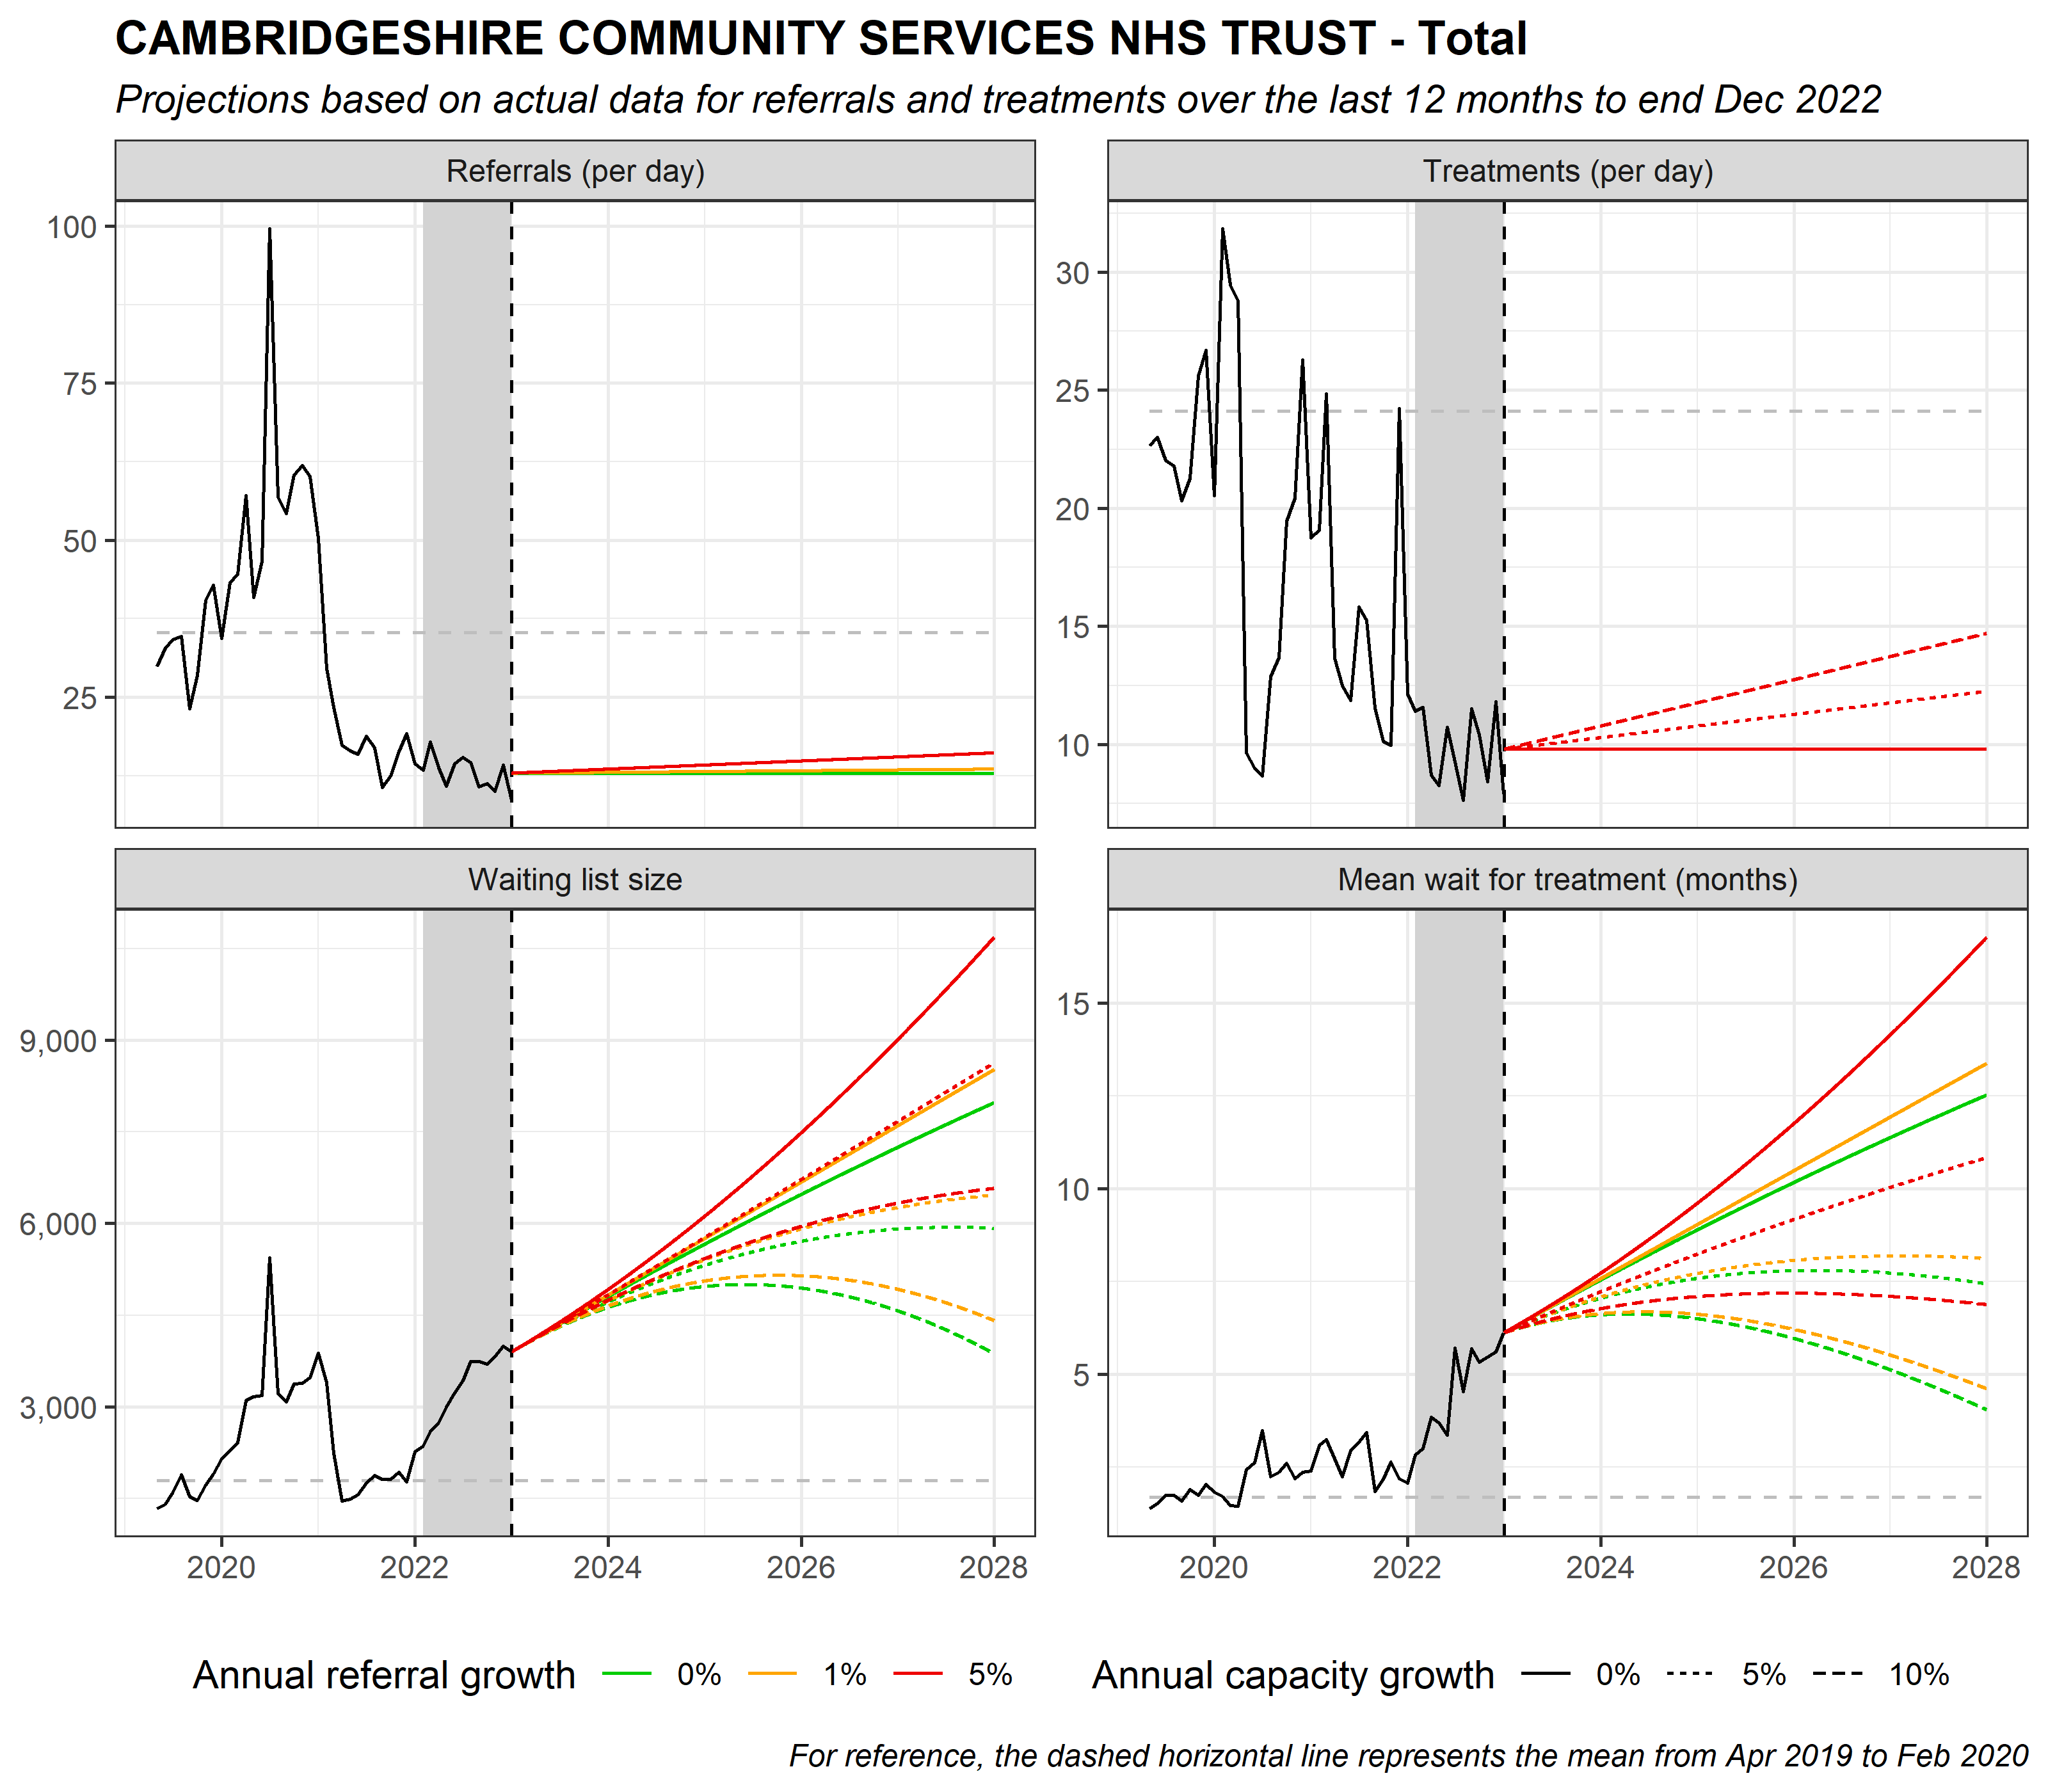 CAMBRIDGESHIRE COMMUNITY SERVICES NHS TRUST - Total
Projections based on actual data for referrals and treatments over the last 12 months to end Dec 2022
Referrals (per day)
100
75
50
25
Treatments (per day)
30
25
20
15
10
Waiting list size
9,000
6,000
3,000
2020 2022 2024 2026 2028
Mean wait for treatment (months)
15
10
5
2020 2022 2024 2026 2028
Annual referral growth 0% 1% 5%
Annual capacity growth 0% 5% 10%
For reference, the dashed horizontal line represents the mean from Apr 2019 to Feb 2020